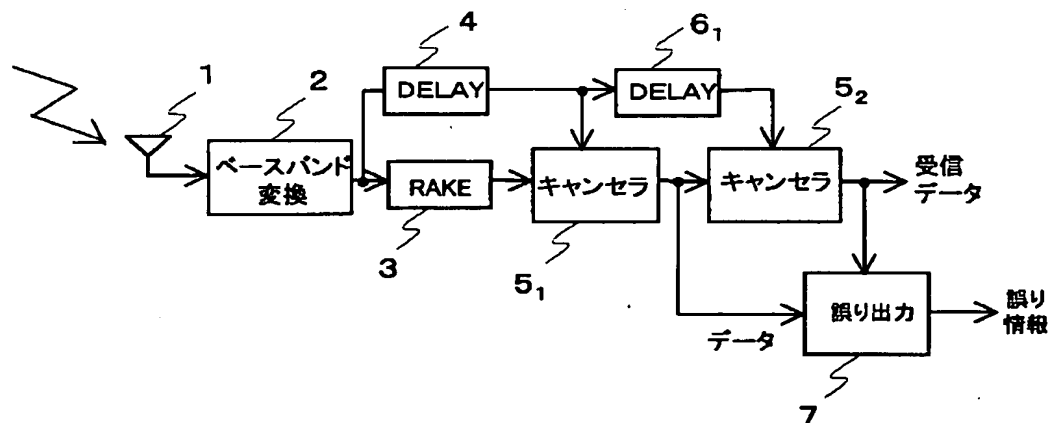 4
6₁
1
2
DELAY
DELAY
5₂
ベースバンド
変換
RAKE
キャンセラ
キャンセラ
受信
データ
3
5₁
誤り出力
誤り
情報
データ
7